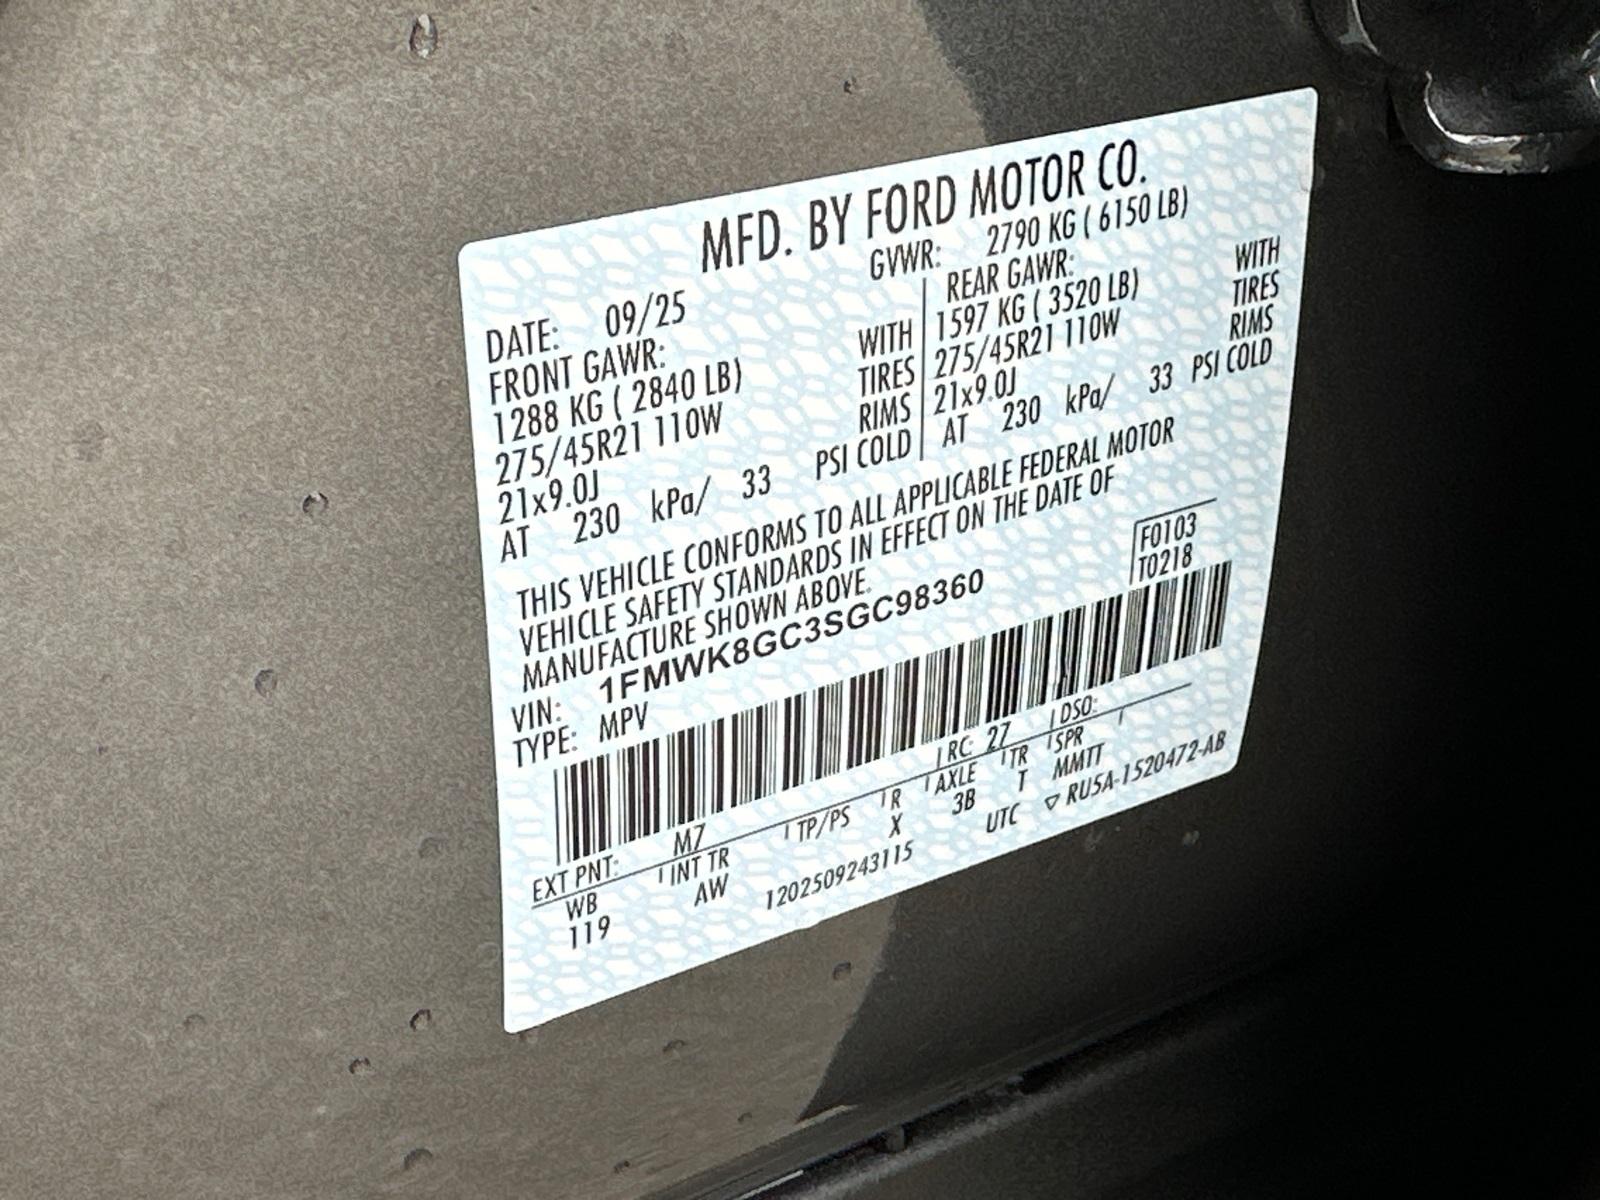 MFD. BY FORD MOTOR CO.
DATE: 09/25 GVWR: 2790 KG ( 6150 LB)
FRONT GAWR:
1288 KG ( 2840 LB) WITH
275/45R21 110W TIRES
21x9.0J RIMS
AT 230 kPa/ 33 PSI COLD
REAR GAWR:
1597 KG ( 3520 LB) WITH
275/45R21 110W TIRES
21x9.0J RIMS
AT 230 kPa/ 33 PSI COLD
THIS VEHICLE CONFORMS TO ALL APPLICABLE FEDERAL MOTOR
VEHICLE SAFETY STANDARDS IN EFFECT ON THE DATE OF
MANUFACTURE SHOWN ABOVE.
VIN: 1FMWK8GC3SGC98360 F0103
TYPE: MPV T0218
EXT PNT: M7 RC: 27 DSO:
WB INT TR TP/PS R AXLE TR SPR
119 AW X 3B T MMTT
1202509243115 UTC ▽ RU5A-1520472-AB